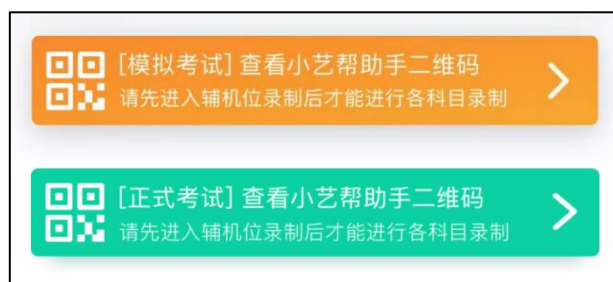 [模拟考试] 查看小艺帮助手二维码
请先进入辅机位录制后才能进行各科目录制
[正式考试] 查看小艺帮助手二维码
请先进入辅机位录制后才能进行各科目录制